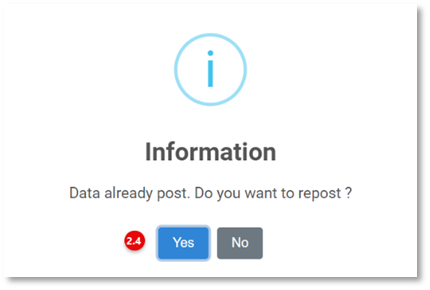 i
Information
Data already post. Do you want to repost ?
2.4 Yes No